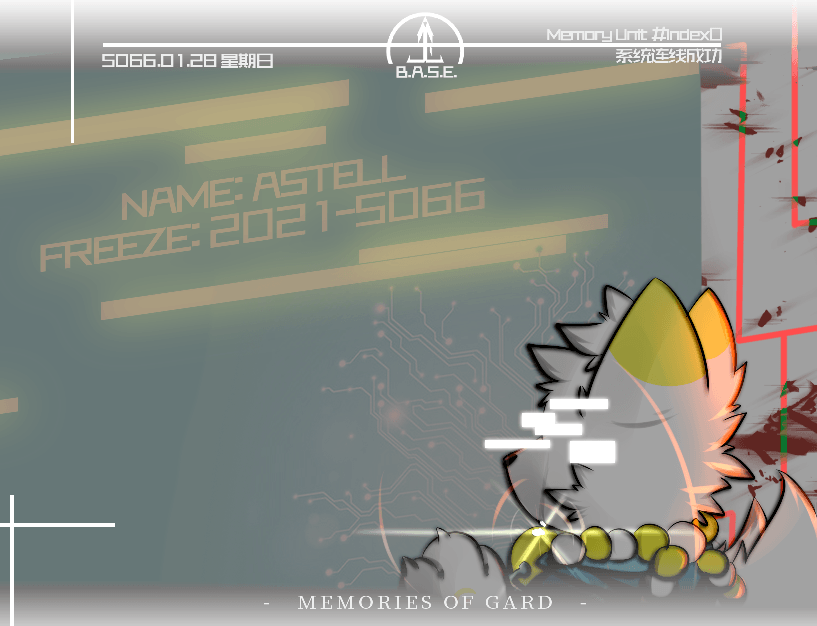 Memory Unit #Index0
5066.01.28 星期日
系统连线成功
B.A.S.E.
NAME: ASTELL
FREEZE: 2021-5066
- MEMORIES OF GARD -